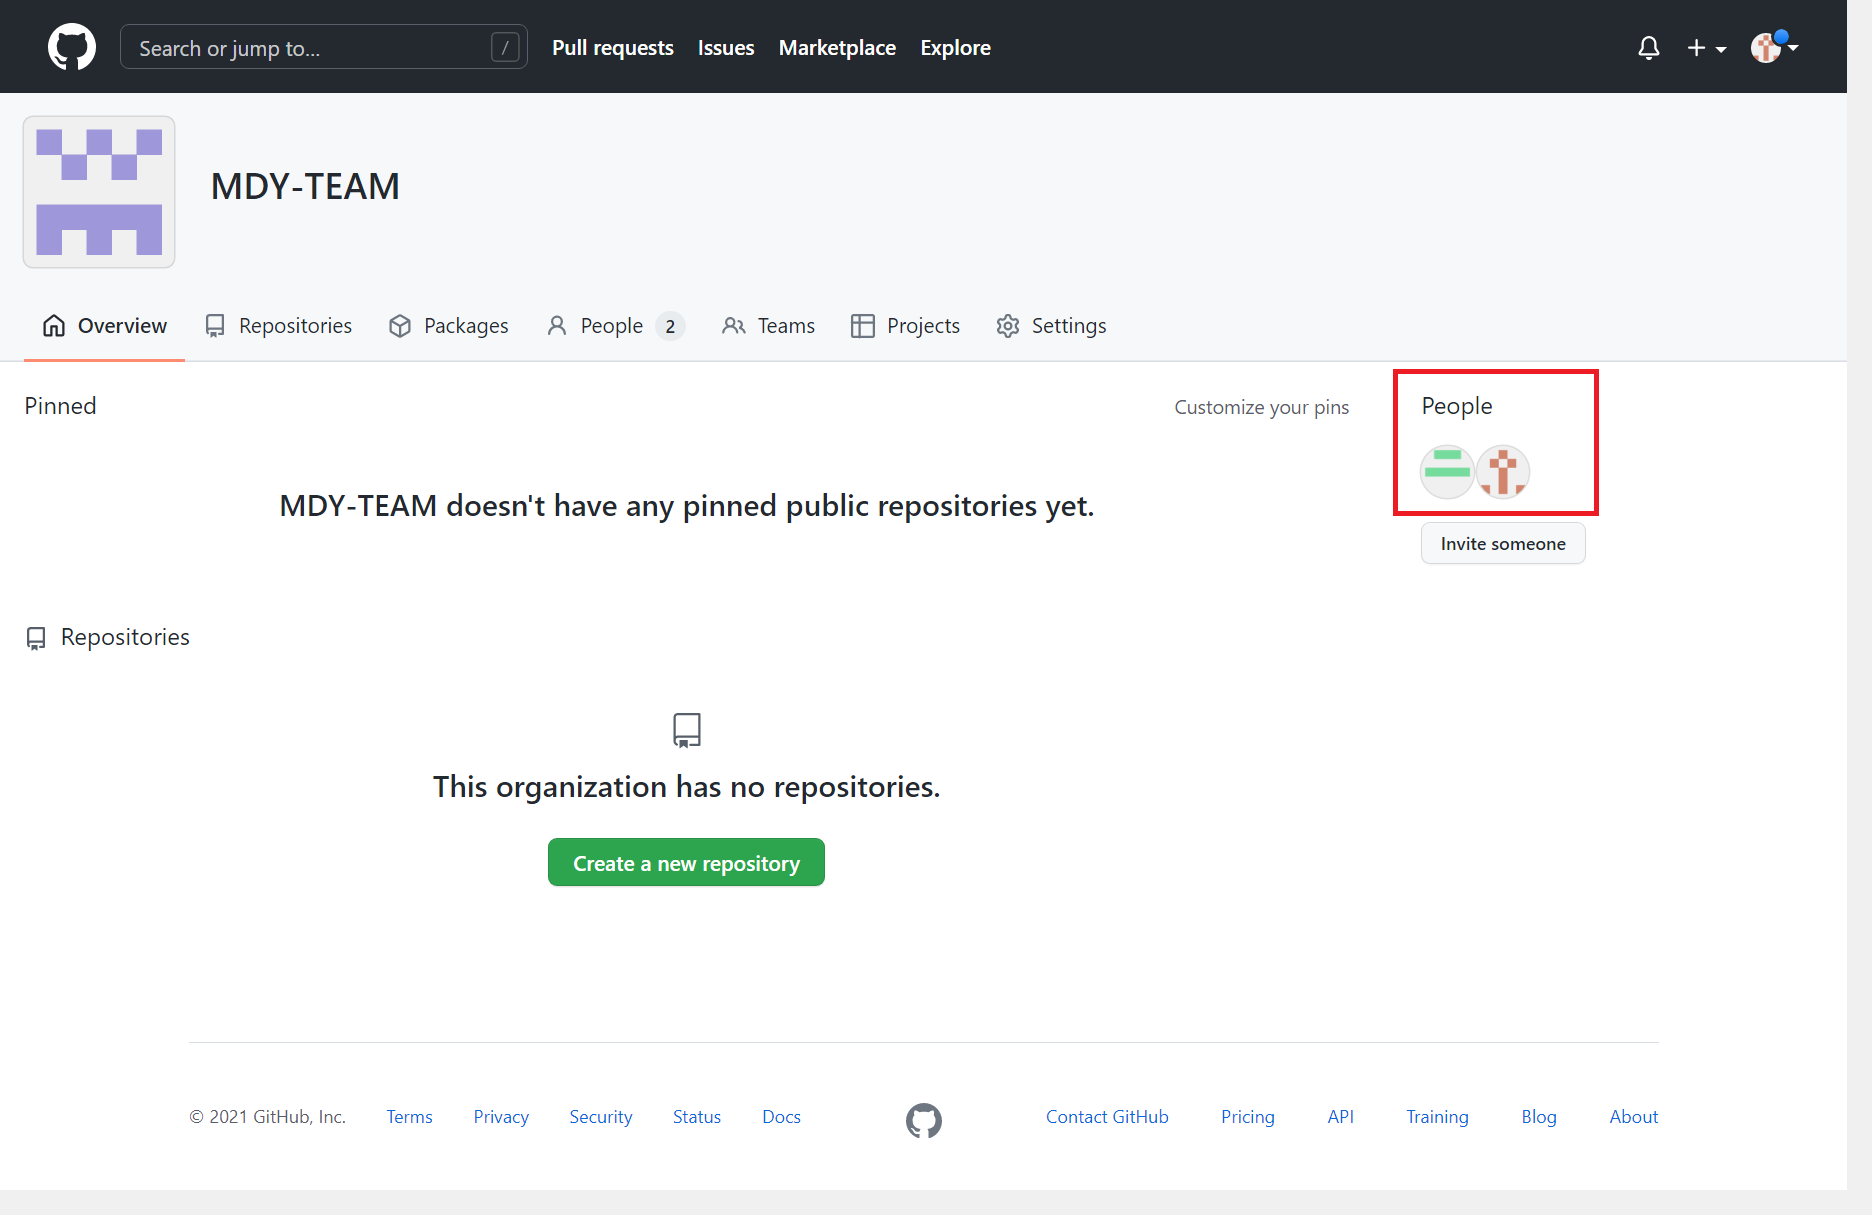 Search or jump to... /
Pull requests Issues Marketplace Explore
MDY-TEAM
Overview Repositories Packages People 2 Teams Projects Settings
Pinned
Customize your pins
People
MDY-TEAM doesn't have any pinned public repositories yet.
Invite someone
Repositories
This organization has no repositories.
Create a new repository
© 2021 GitHub, Inc. Terms Privacy Security Status Docs Contact GitHub Pricing API Training Blog About